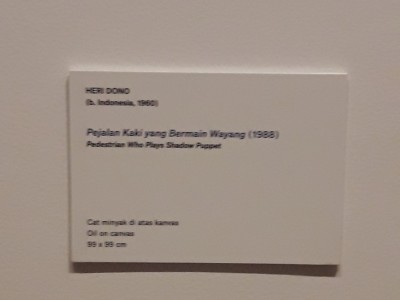 HERI DONO
(b. Indonesia, 1960)
Pejalan Kaki yang Bermain Wayang (1988)
Pedestrian Who Plays Shadow Puppet
Cat minyak di atas kanvas
Oil on canvas
99 x 99 cm